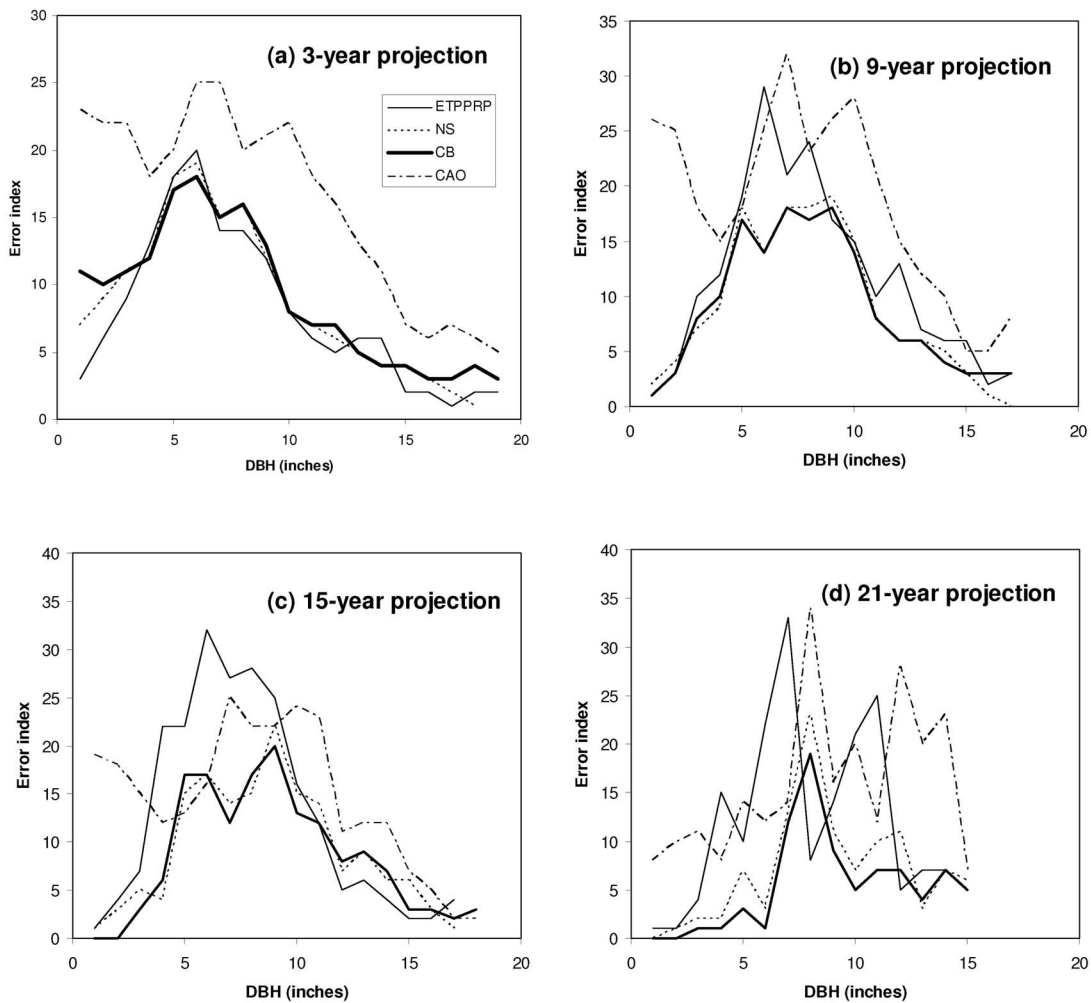 (a) 3-year projection
Error index
30
25
20
15
10
5
0
ETPPRP
NS
CB
CAO
0 5 10 15 20
DBH (inches)
(b) 9-year projection
Error index
35
30
25
20
15
10
5
0
0 5 10 15 20
DBH (inches)
(c) 15-year projection
Error index
40
35
30
25
20
15
10
5
0
0 5 10 15 20
DBH (inches)
(d) 21-year projection
Error index
40
35
30
25
20
15
10
5
0
0 5 10 15 20
DBH (inches)